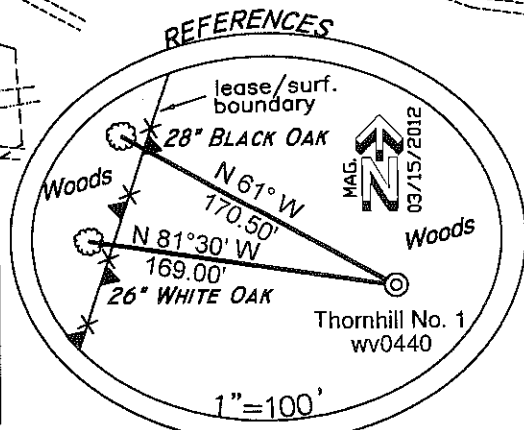 REFERENCES
lease/surf.
boundary
28" BLACK OAK
MAG.
N
03/15/2012
Woods
N 61° W
170.50'
Woods
N 81°30' W
169.00'
26" WHITE OAK
Thornhill No. 1
wv0440
1"=100'